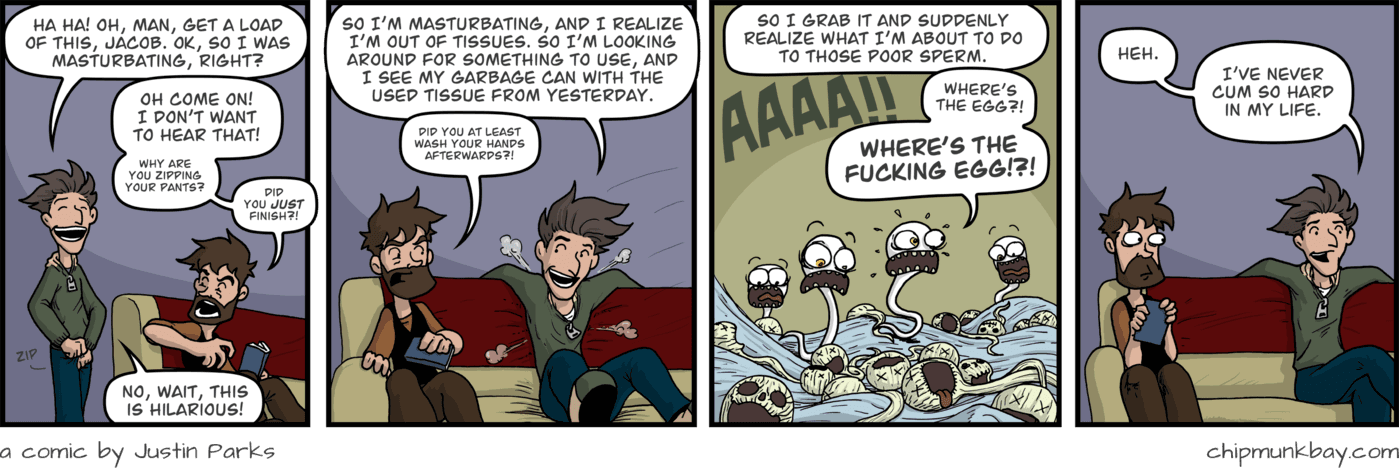 HA HA! OH, MAN, GET A LOAD
OF THIS, JACOB. OK, SO I WAS
MASTURBATING, RIGHT?
OH COME ON!
I DON'T WANT
TO HEAR THAT!
WHY ARE
YOU ZIPPING
YOUR PANTS?
DID
YOU JUST
FINISH?!
ZIP
NO, WAIT, THIS
IS HILARIOUS!
SO I'M MASTURBATING, AND I REALIZE
I'M OUT OF TISSUES. SO I'M LOOKING
AROUND FOR SOMETHING TO USE, AND
I SEE MY GARBAGE CAN WITH THE
USED TISSUE FROM YESTERDAY.
DID YOU AT LEAST
WASH YOUR HANDS
AFTERWARDS?!
SO I GRAB IT AND SUDDENLY
REALIZE WHAT I'M ABOUT TO DO
TO THOSE POOR SPERM.
AAAA!!
WHERE'S
THE EGG?!
WHERE'S THE
FUCKING EGG!?!
HEH.
I'VE NEVER
CUM SO HARD
IN MY LIFE.
a comic by Justin Parks
chipmunkbay.com